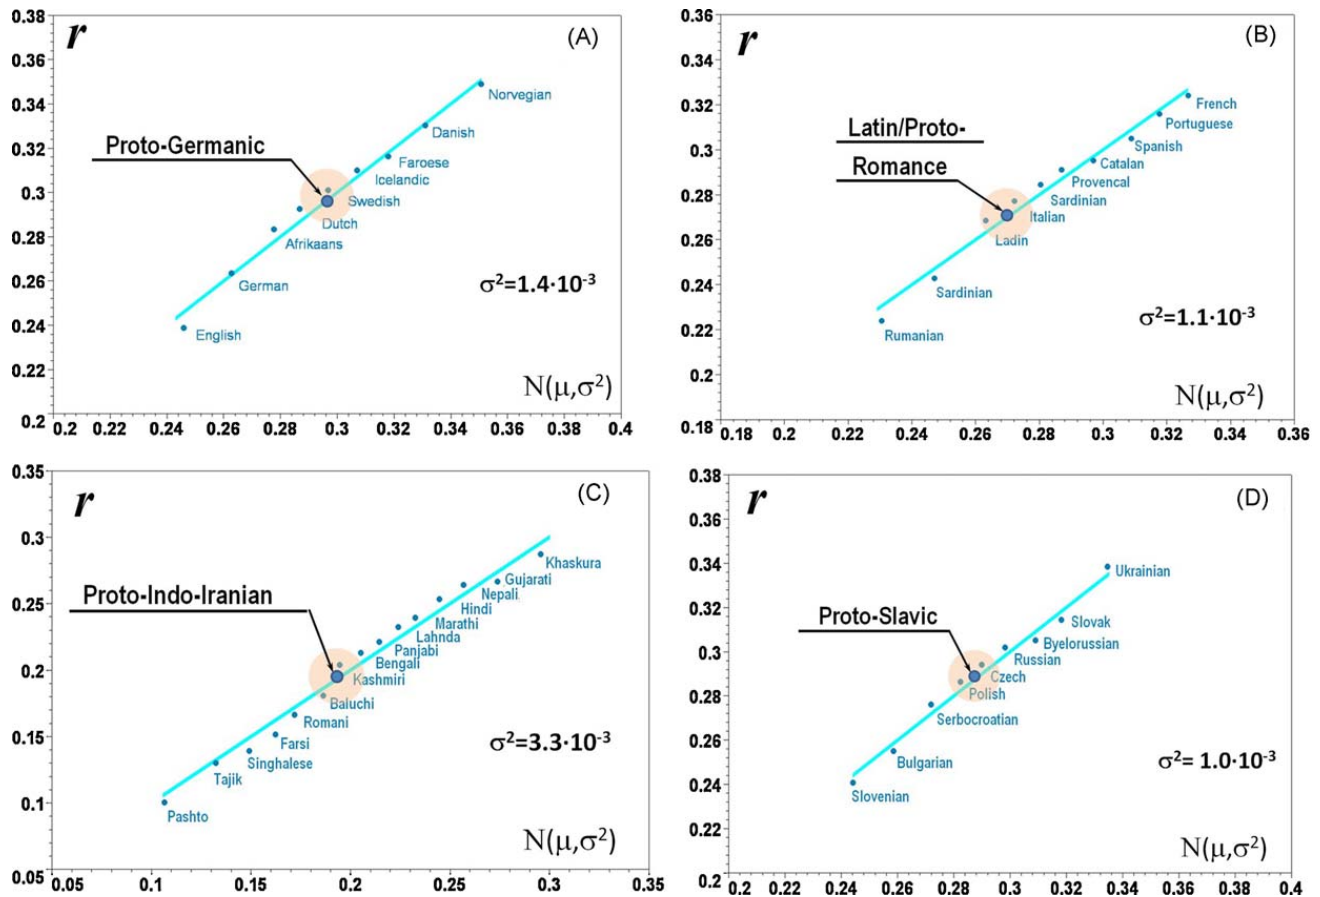 0.38
r
(A)
0.36
0.34
Norvegian
Danish
0.32
Proto-Germanic
Faroese
Icelandic
0.3
Swedish
Dutch
0.28
Afrikaans
0.26
German
σ²=1.4·10⁻³
0.24
English
0.22
N(μ,σ²)
0.2
0.2 0.22 0.24 0.26 0.28 0.3 0.32 0.34 0.36 0.38 0.4
0.36
r
(B)
0.34
0.32
French
Portuguese
Latin/Proto-
Romance
0.3
Spanish
Catalan
Provencal
0.28
Sardinian
Italian
0.26
Ladin
0.24
Sardinian
σ²=1.1·10⁻³
0.22
Rumanian
0.2
N(μ,σ²)
0.18
0.18 0.2 0.22 0.24 0.26 0.28 0.3 0.32 0.34 0.36
0.35
r
(C)
0.3
Khaskura
Gujarati
Nepali
Proto-Indo-Iranian
0.25
Hindi
Marathi
Lahnda
Panjabi
Bengali
0.2
Kashmiri
Baluchi
Romani
0.15
Farsi
Singhalese
σ²=3.3·10⁻³
Tajik
0.1
Pashto
N(μ,σ²)
0.05
0.05 0.1 0.15 0.2 0.25 0.3 0.35
0.38
r
(D)
0.36
0.34
Ukrainian
0.32
Proto-Slavic
Slovak
Byelorussian
0.3
Russian
Czech
0.28
Polish
Serbocroatian
0.26
Bulgarian
σ²= 1.0·10⁻³
0.24
Slovenian
0.22
N(μ,σ²)
0.2
0.2 0.22 0.24 0.26 0.28 0.3 0.32 0.34 0.36 0.38 0.4